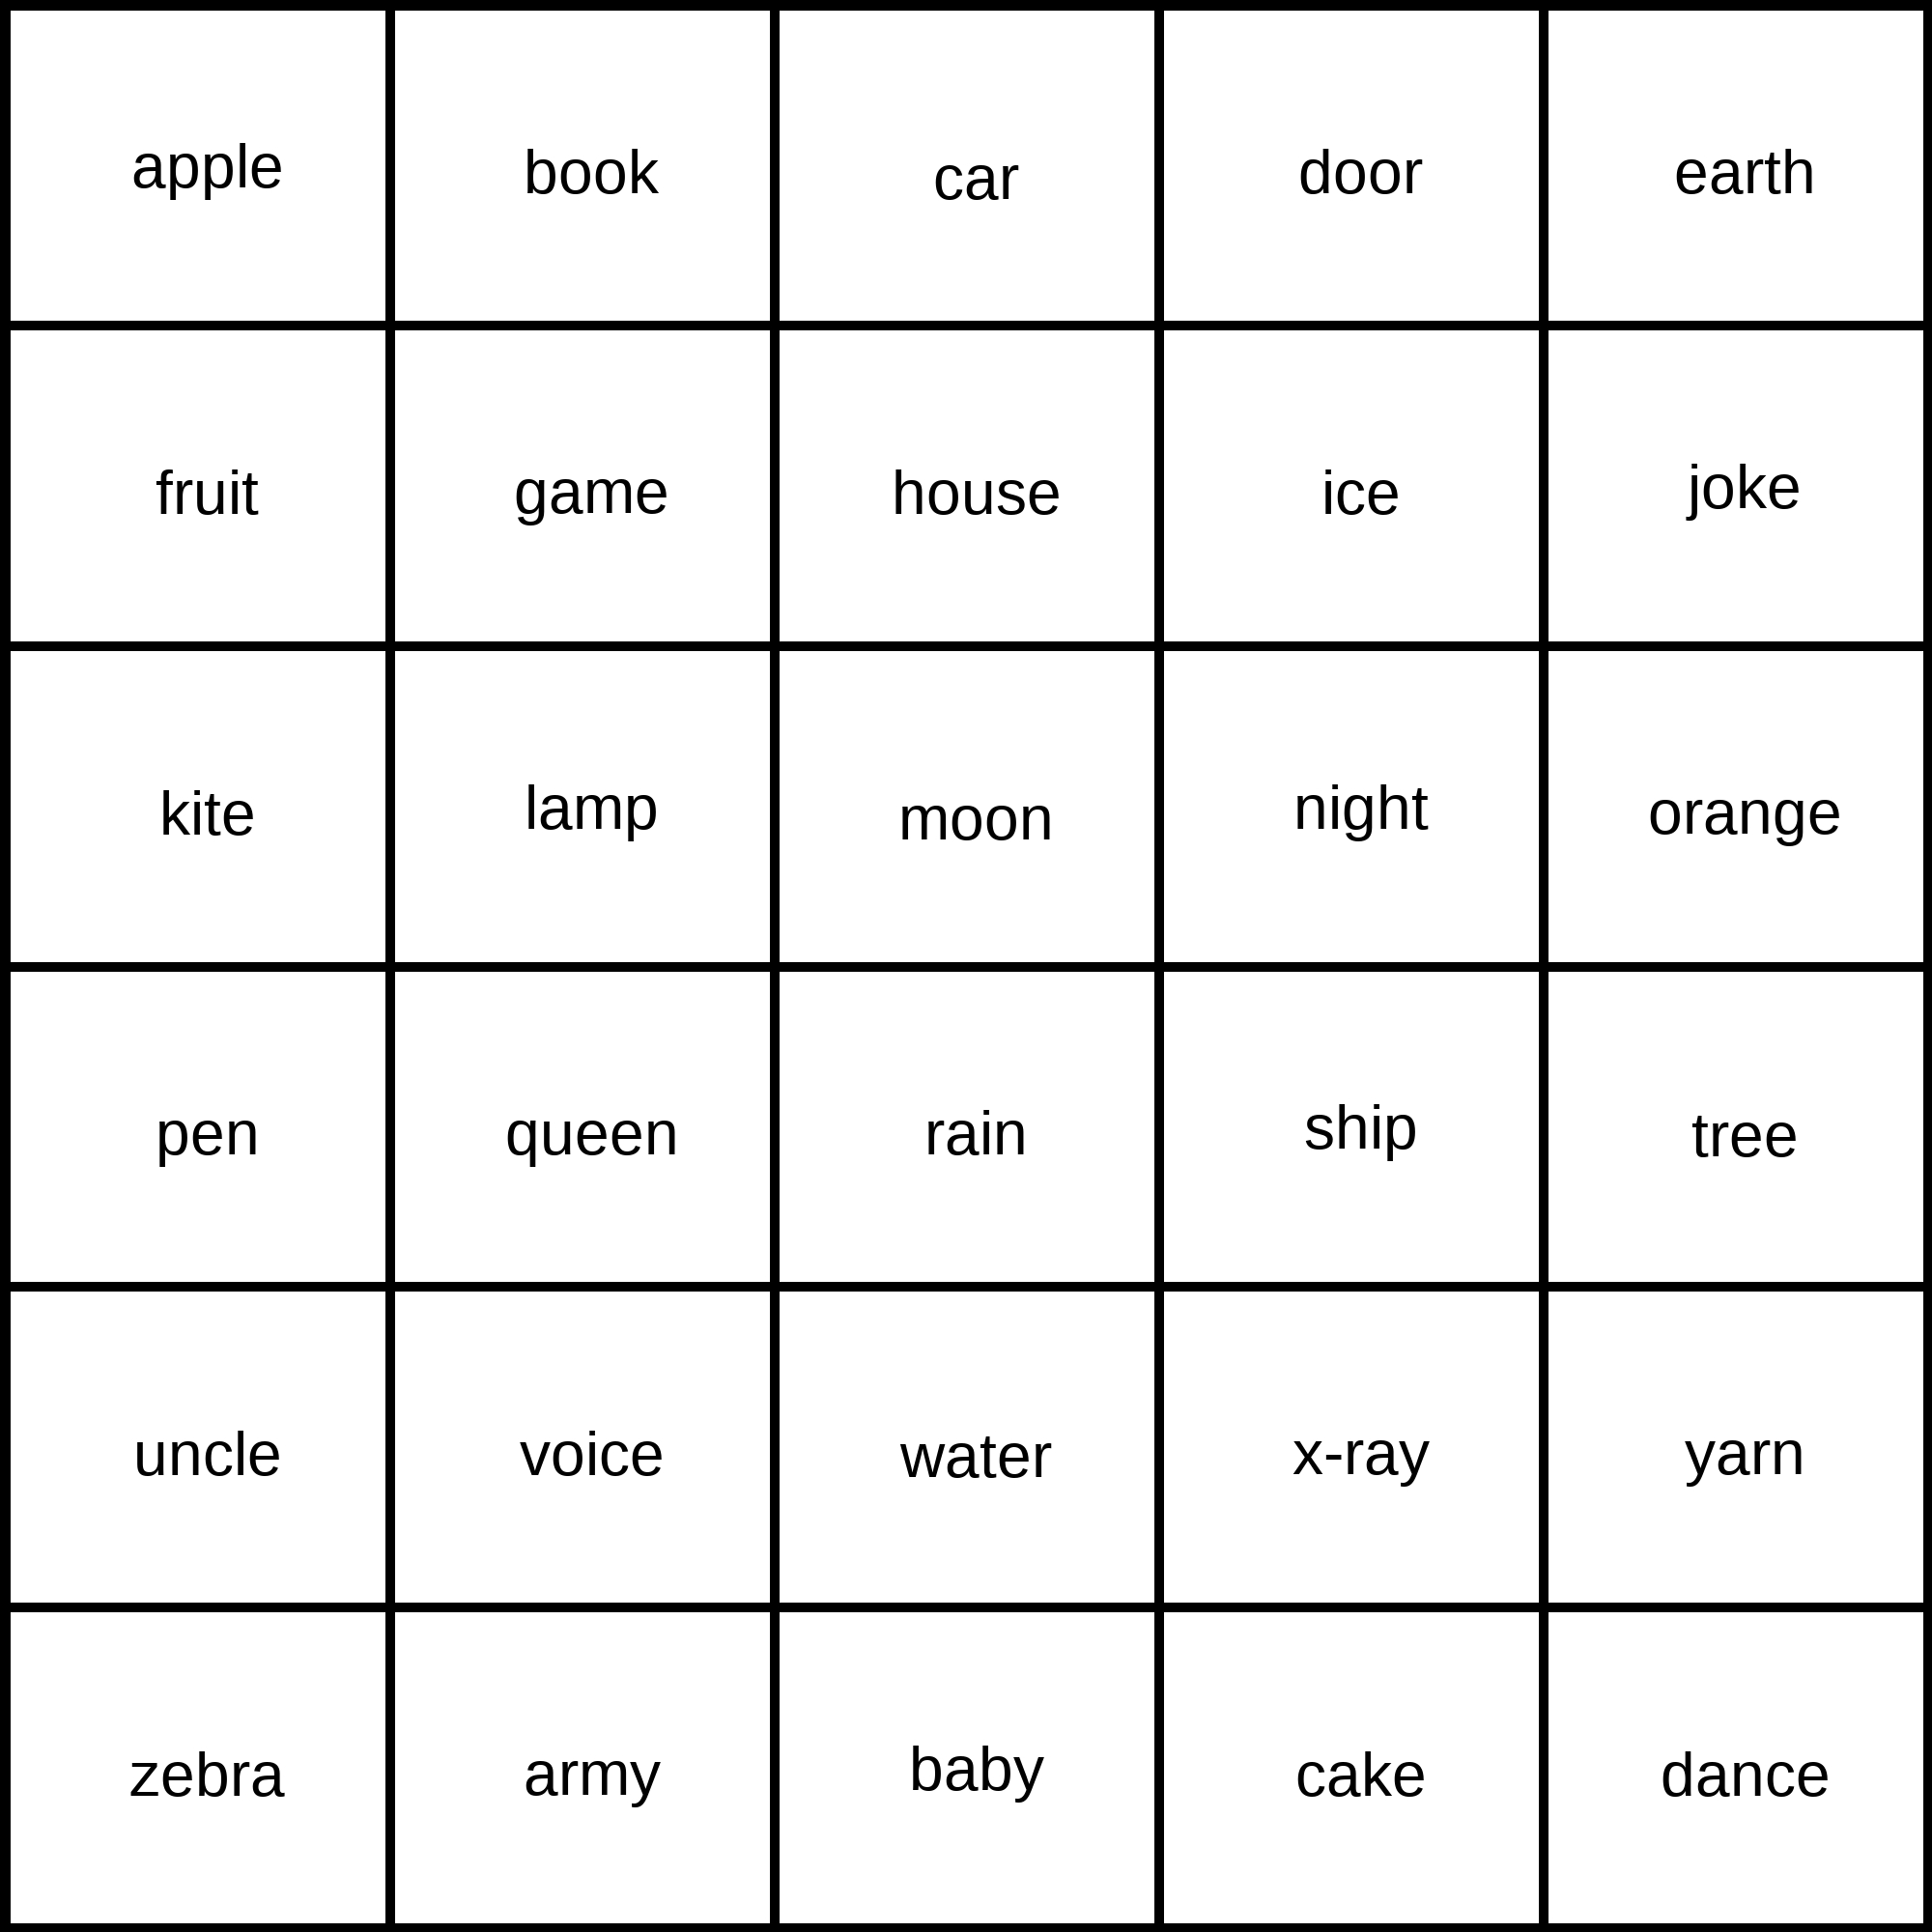 apple book car door earth
fruit game house ice joke
kite lamp moon night orange
pen queen rain ship tree
uncle voice water x-ray yarn
zebra army baby cake dance